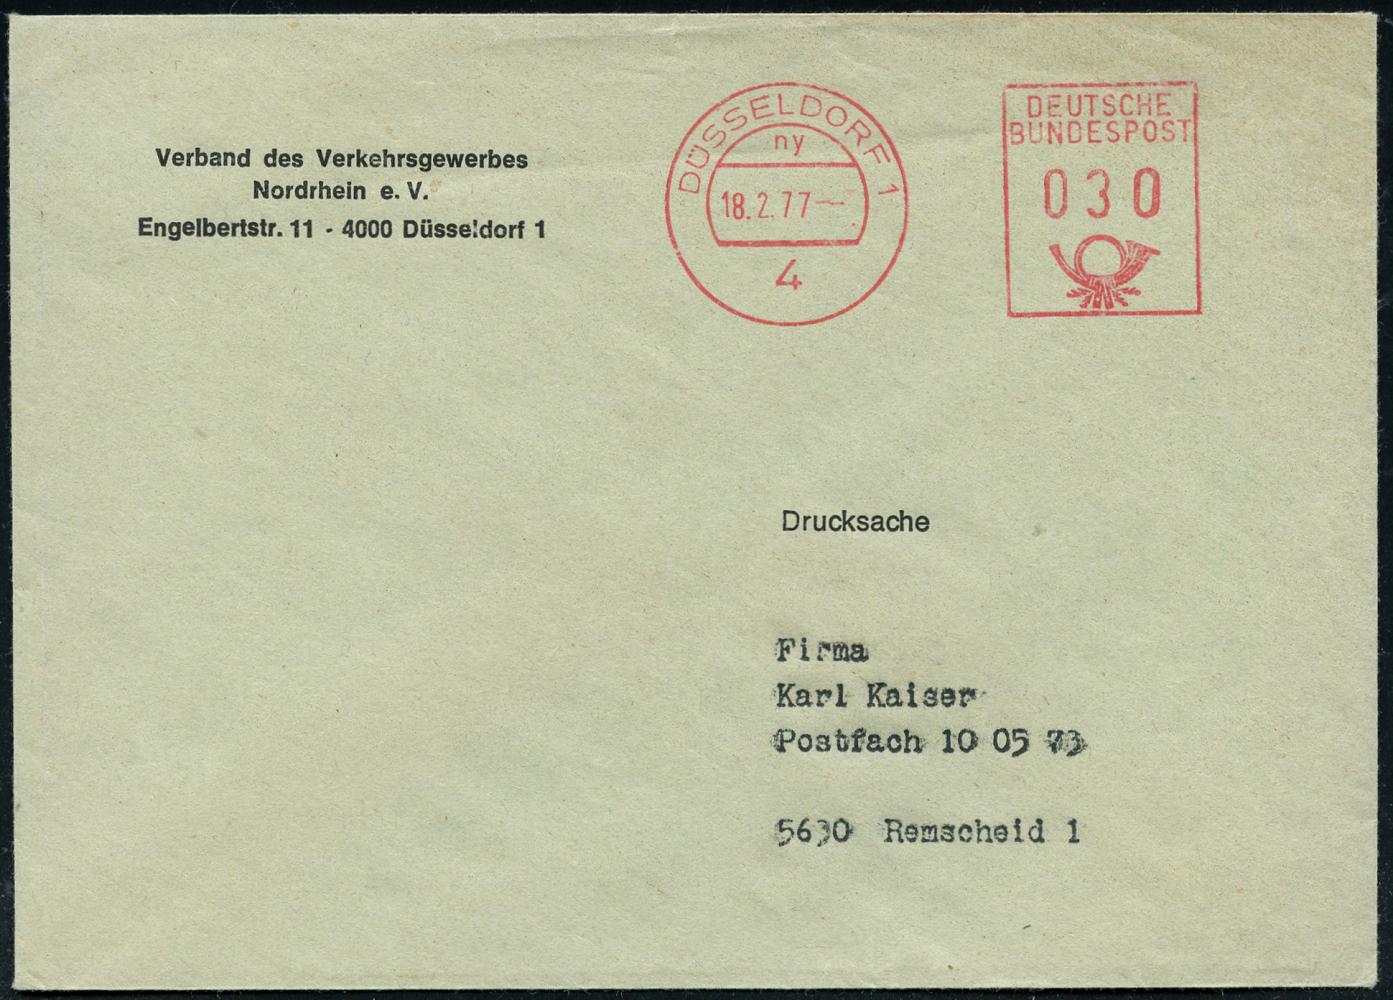 Verband des Verkehrsgewerbes
Nordrhein e. V.
Engelbertstr. 11 - 4000 Düsseldorf 1
DÜSSELDORF 1
ny
18.2.77
4
DEUTSCHE
BUNDESPOST
030
Drucksache
Firma
Karl Kaiser
Postfach 10 05 73
5630 Remscheid 1